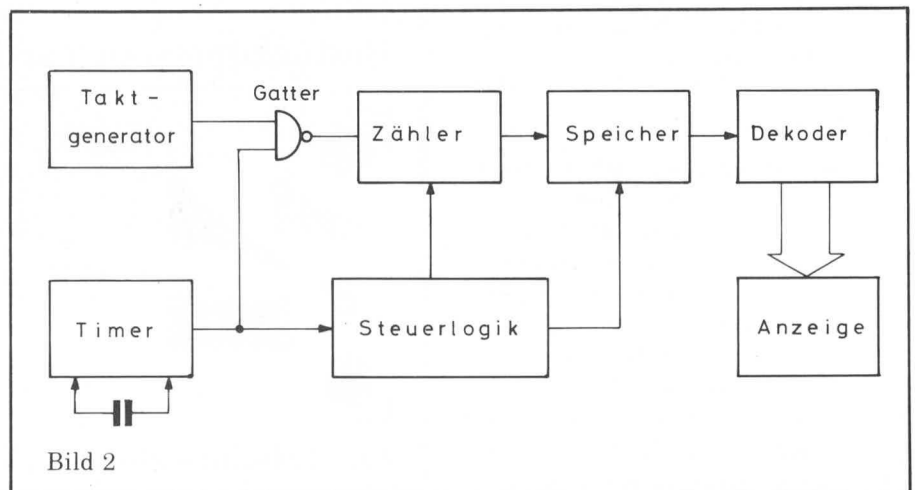 Takt-
generator
Gatter
Zähler
Speicher
Dekoder
Timer
Steuerlogik
Anzeige
Bild 2